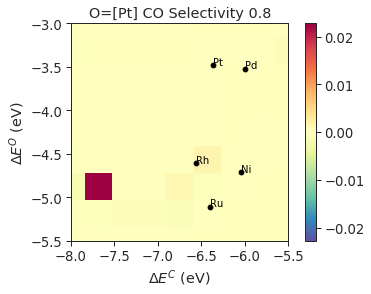 O=[Pt] CO Selectivity 0.8
−3.0
−3.5
−4.0
−4.5
−5.0
−5.5
ΔE^O (eV)
Pt
Pd
Rh
Ni
Ru
−8.0 −7.5 −7.0 −6.5 −6.0 −5.5
ΔE^C (eV)
0.02
0.01
0.00
−0.01
−0.02